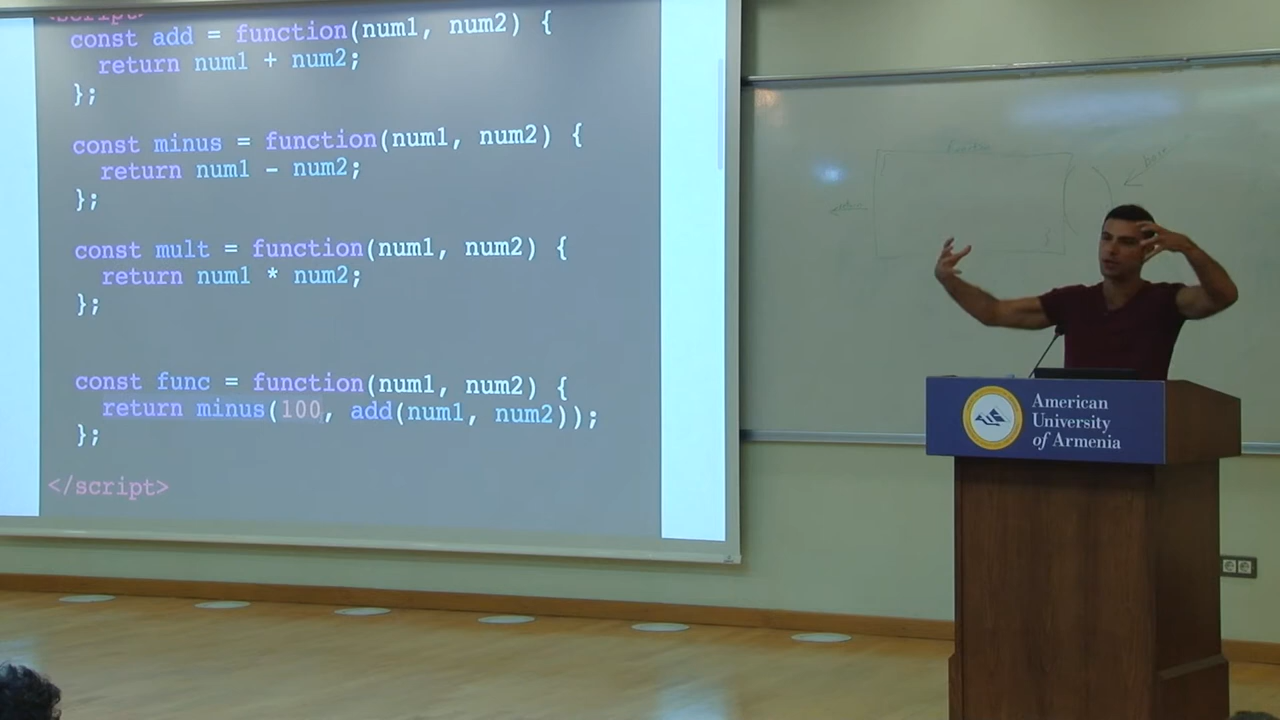 <script>
const add = function(num1, num2) {
return num1 + num2;
};
const minus = function(num1, num2) {
return num1 - num2;
};
const mult = function(num1, num2) {
return num1 * num2;
};
const func = function(num1, num2) {
return minus(100, add(num1, num2));
};
</script>
American
University
of Armenia